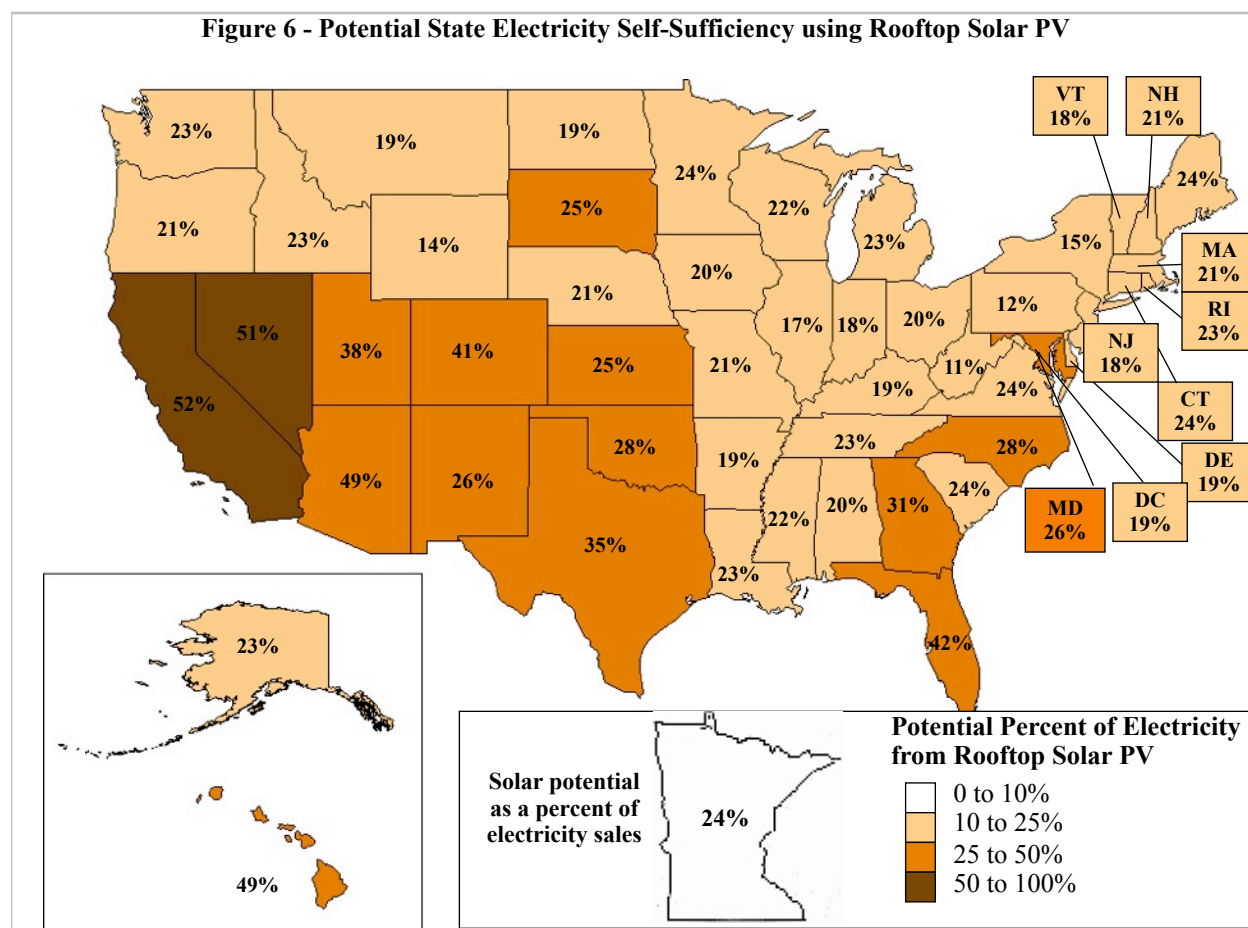 Figure 6 - Potential State Electricity Self-Sufficiency using Rooftop Solar PV
VT
18%
NH
21%
23%
19%
19%
24%
24%
22%
25%
21%
23%
14%
23%
15%
MA
21%
20%
21%
12%
RI
23%
51%
38%
41%
17%
18%
20%
NJ
18%
25%
21%
11%
52%
19%
24%
CT
24%
23%
28%
28%
49%
26%
19%
DE
19%
24%
31%
20%
22%
MD
26%
DC
19%
35%
23%
42%
23%
49%
Solar potential
as a percent of
electricity sales
24%
Potential Percent of Electricity
from Rooftop Solar PV
0 to 10%
10 to 25%
25 to 50%
50 to 100%